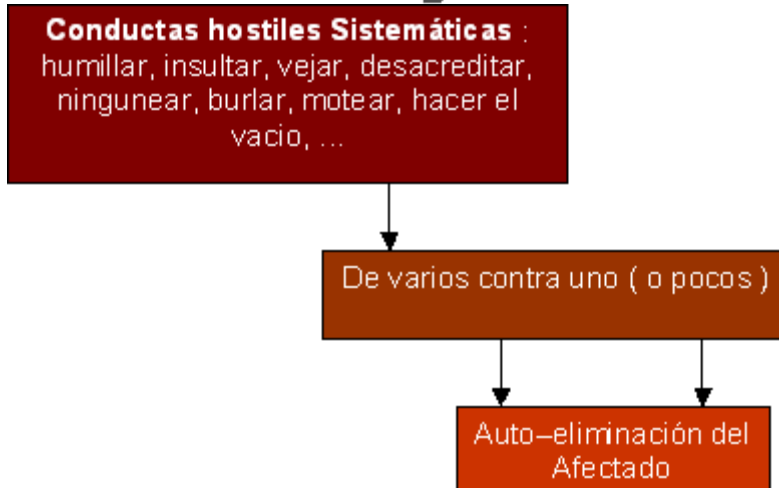 Conductas hostiles Sistemáticas :
humillar, insultar, vejar, desacreditar,
ningunear, burlar, motear, hacer el
vacio, ...
De varios contra uno ( o pocos )
Auto–eliminación del
Afectado